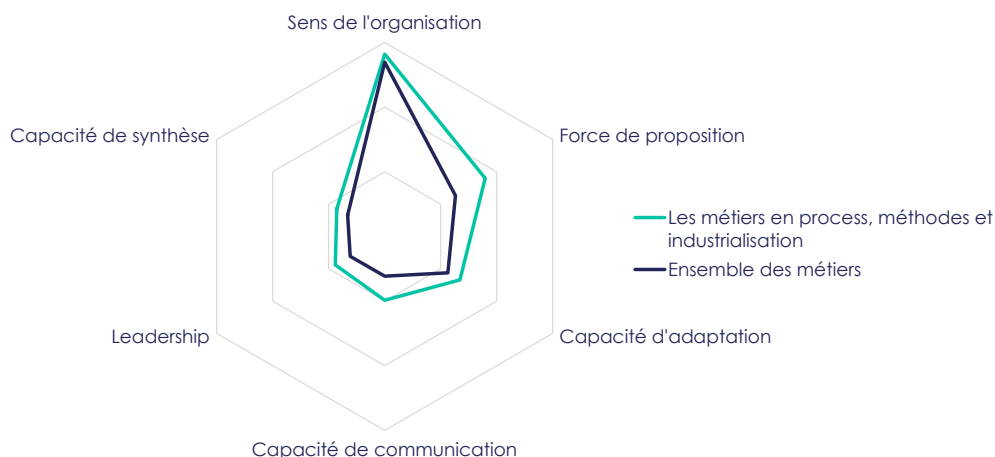 Sens de l'organisation
Capacité de synthèse
Force de proposition
Les métiers en process, méthodes et
industrialisation
Ensemble des métiers
Leadership
Capacité d'adaptation
Capacité de communication